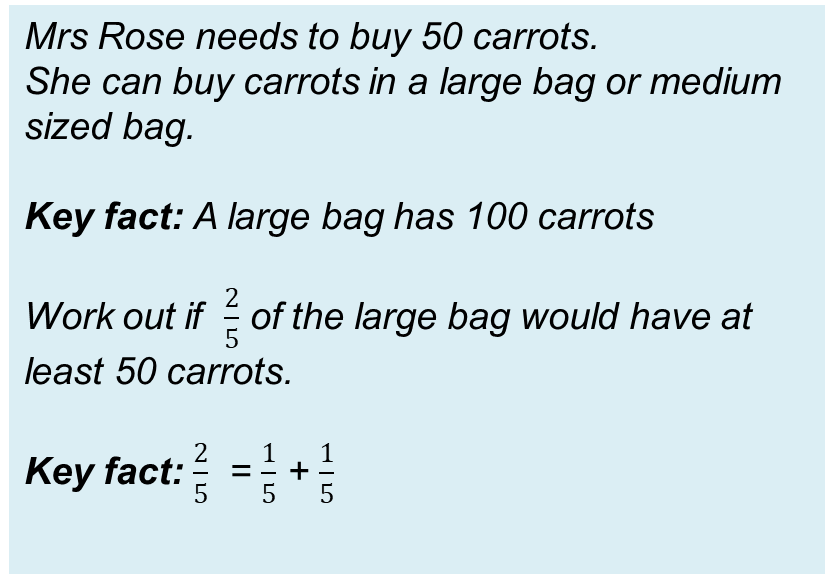 Mrs Rose needs to buy 50 carrots.
She can buy carrots in a large bag or medium
sized bag.
Key fact: A large bag has 100 carrots
Work out if 2/5 of the large bag would have at
least 50 carrots.
Key fact: 2/5 = 1/5 + 1/5